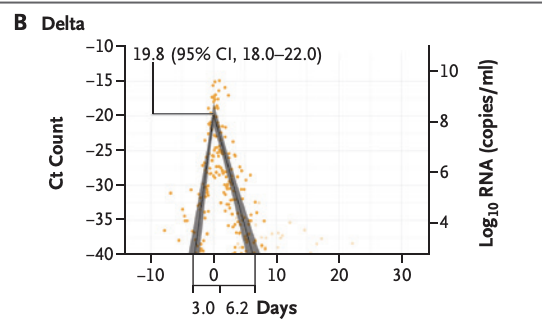 B Delta
19.8 (95% CI, 18.0–22.0)
Ct Count
−10
−15
−20
−25
−30
−35
−40
10
8
6
4
Log10 RNA (copies/ml)
−10 0 10 20 30
3.0 6.2 Days